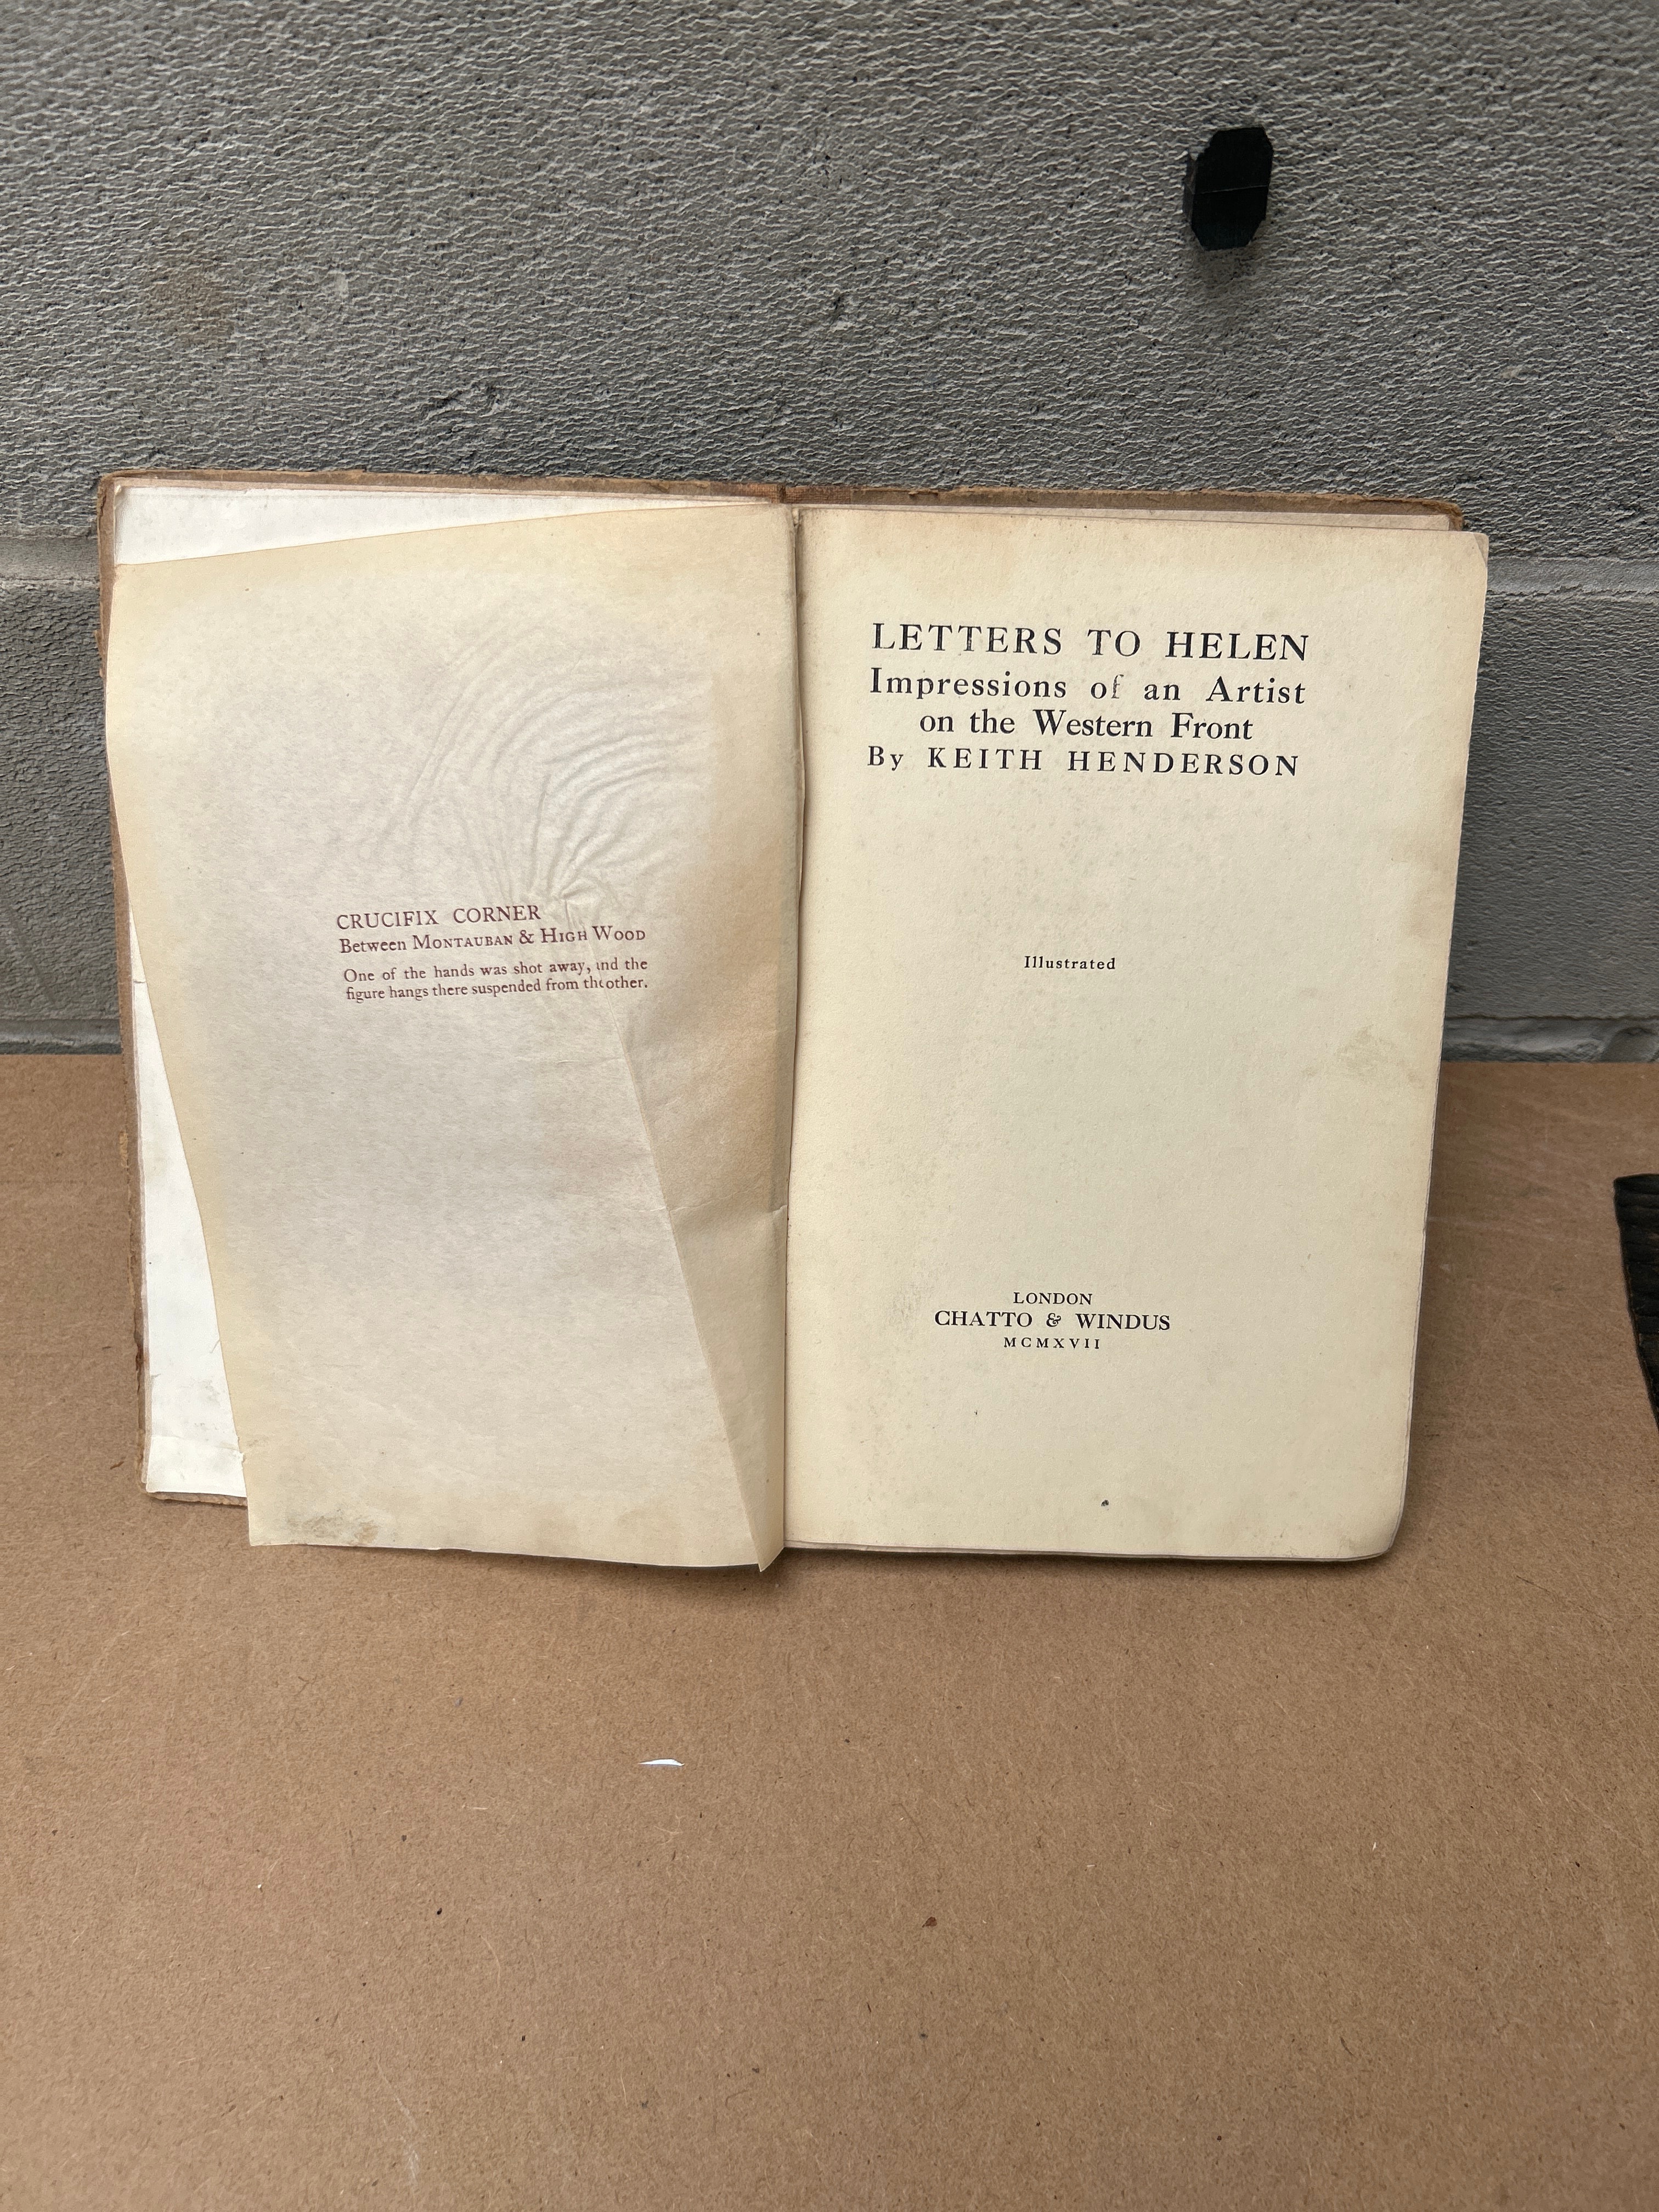 CRUCIFIX CORNER
Between MONTAUBAN & HIGH WOOD
One of the hands was shot away, and the
figure hangs there suspended from the other.
LETTERS TO HELEN
Impressions of an Artist
on the Western Front
By KEITH HENDERSON
Illustrated
LONDON
CHATTO & WINDUS
MCMXVII